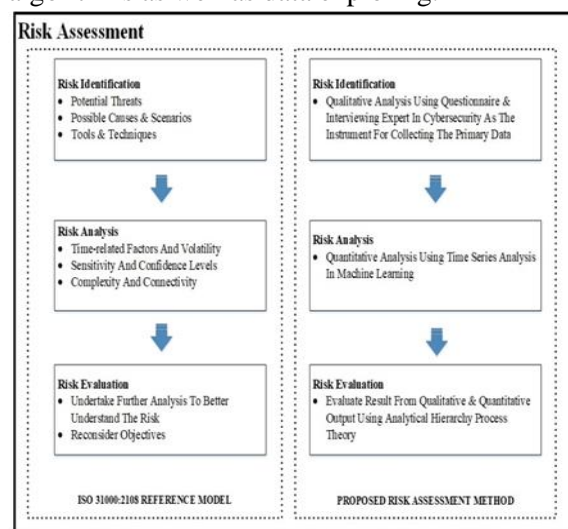 Risk Assessment
Risk Identification
• Potential Threats
• Possible Causes & Scenarios
• Tools & Techniques
Risk Analysis
• Time-related Factors And Volatility
• Sensitivity And Confidence Levels
• Complexity And Connectivity
Risk Evaluation
• Undertake Further Analysis To Better
Understand The Risk
• Reconsider Objectives
ISO 31000:2108 REFERENCE MODEL
Risk Identification
• Qualitative Analysis Using Questionnaire &
Interviewing Expert In Cybersecurity As The
Instrument For Collecting The Primary Data
Risk Analysis
• Quantitative Analysis Using Time Series Analysis
In Machine Learning
Risk Evaluation
• Evaluate Result From Qualitative & Quantitative
Output Using Analytical Hierarchy Process
Theory
PROPOSED RISK ASSESSMENT METHOD